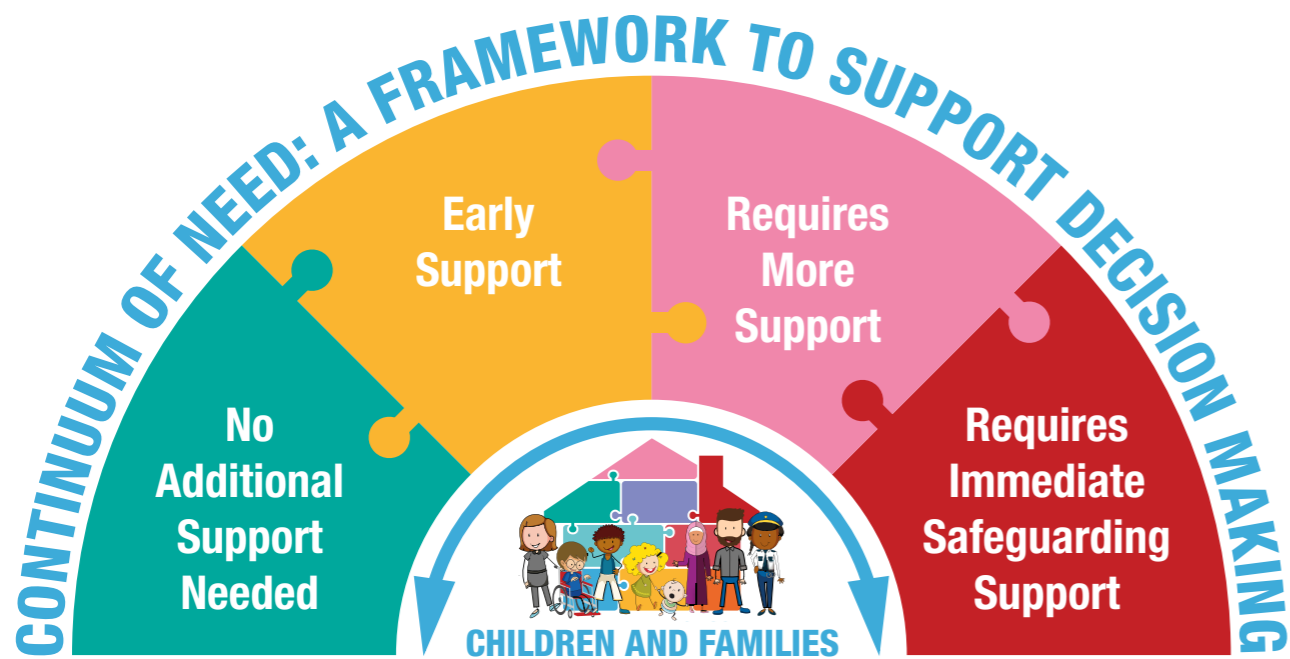 CONTINUUM OF NEED: A FRAMEWORK TO SUPPORT DECISION MAKING
No
Additional
Support
Needed
Early
Support
Requires
More
Support
Requires
Immediate
Safeguarding
Support
CHILDREN AND FAMILIES